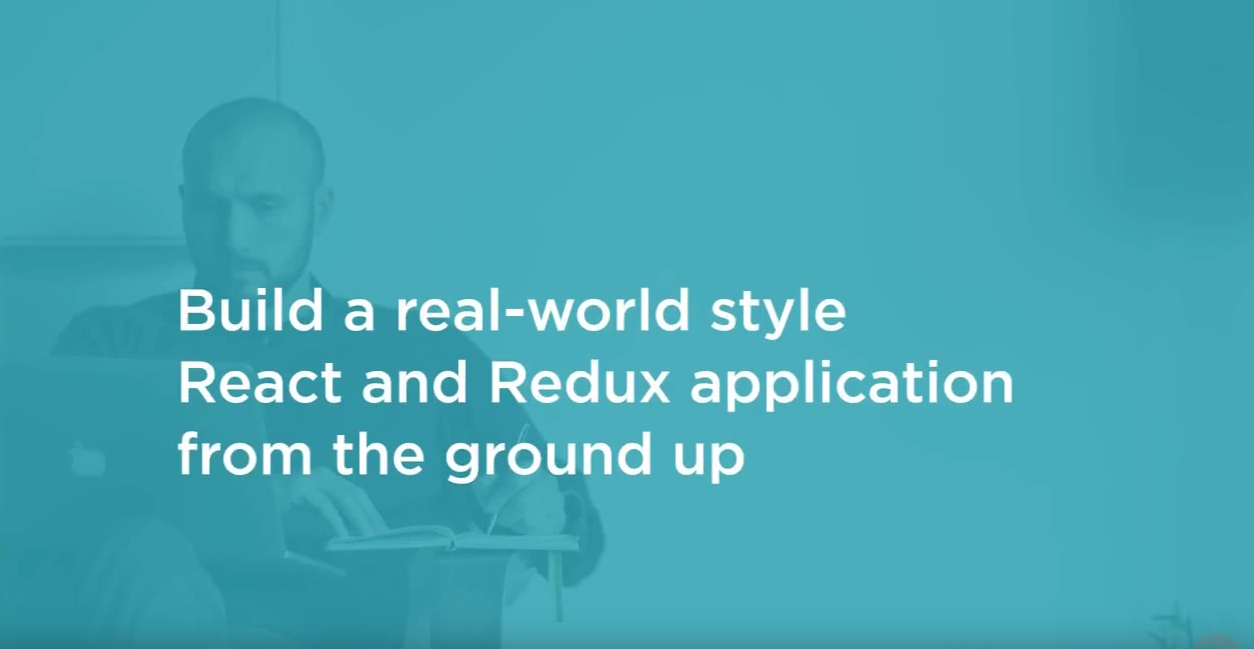 Build a real-world style
React and Redux application
from the ground up